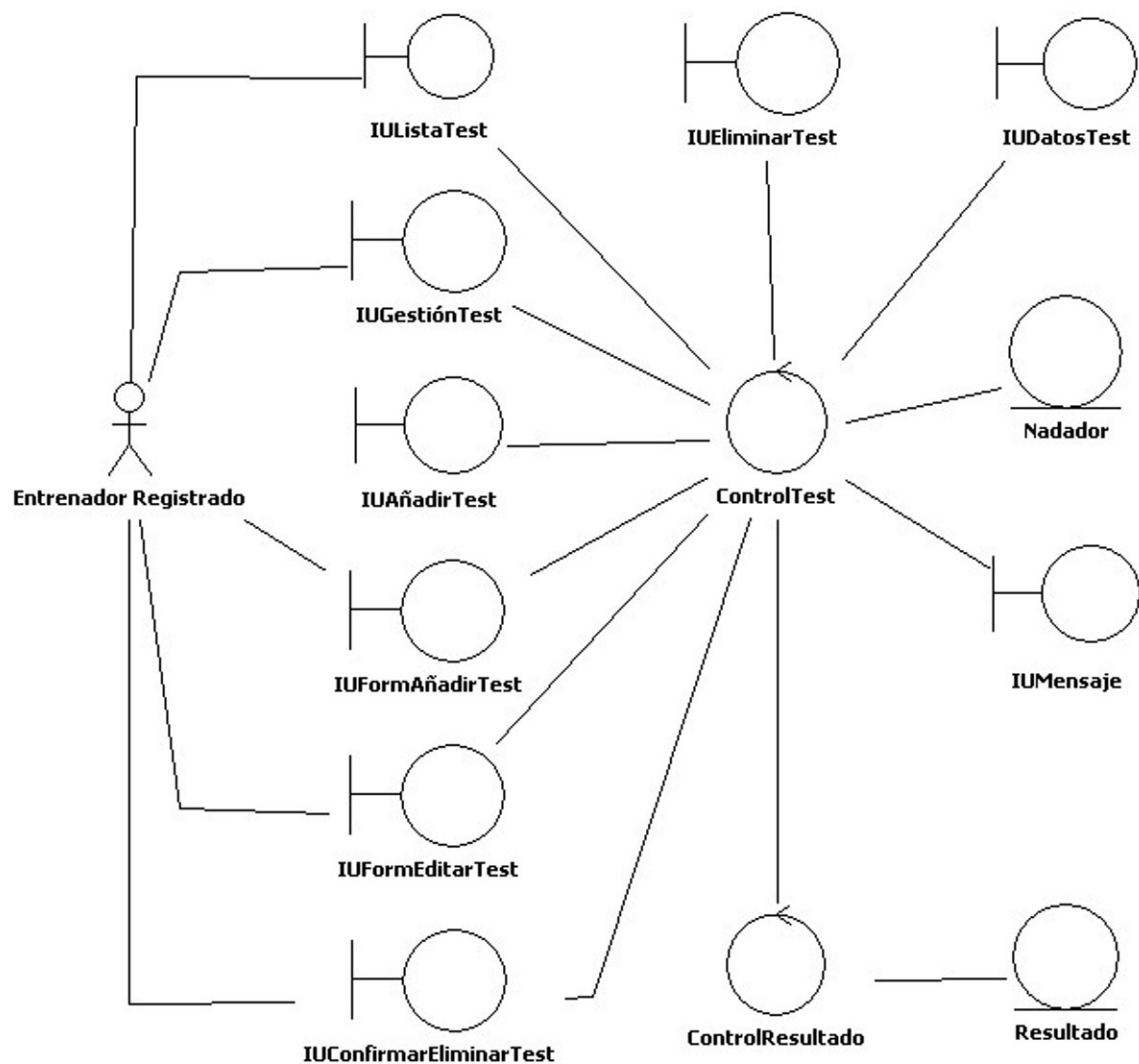 IUListaTest
IUEliminarTest
IUDatosTest
IUGestiónTest
Nadador
Entrenador Registrado
IUAñadirTest
ControlTest
IUFormAñadirTest
IUMensaje
IUFormEditarTest
IUConfirmarEliminarTest
ControlResultado
Resultado